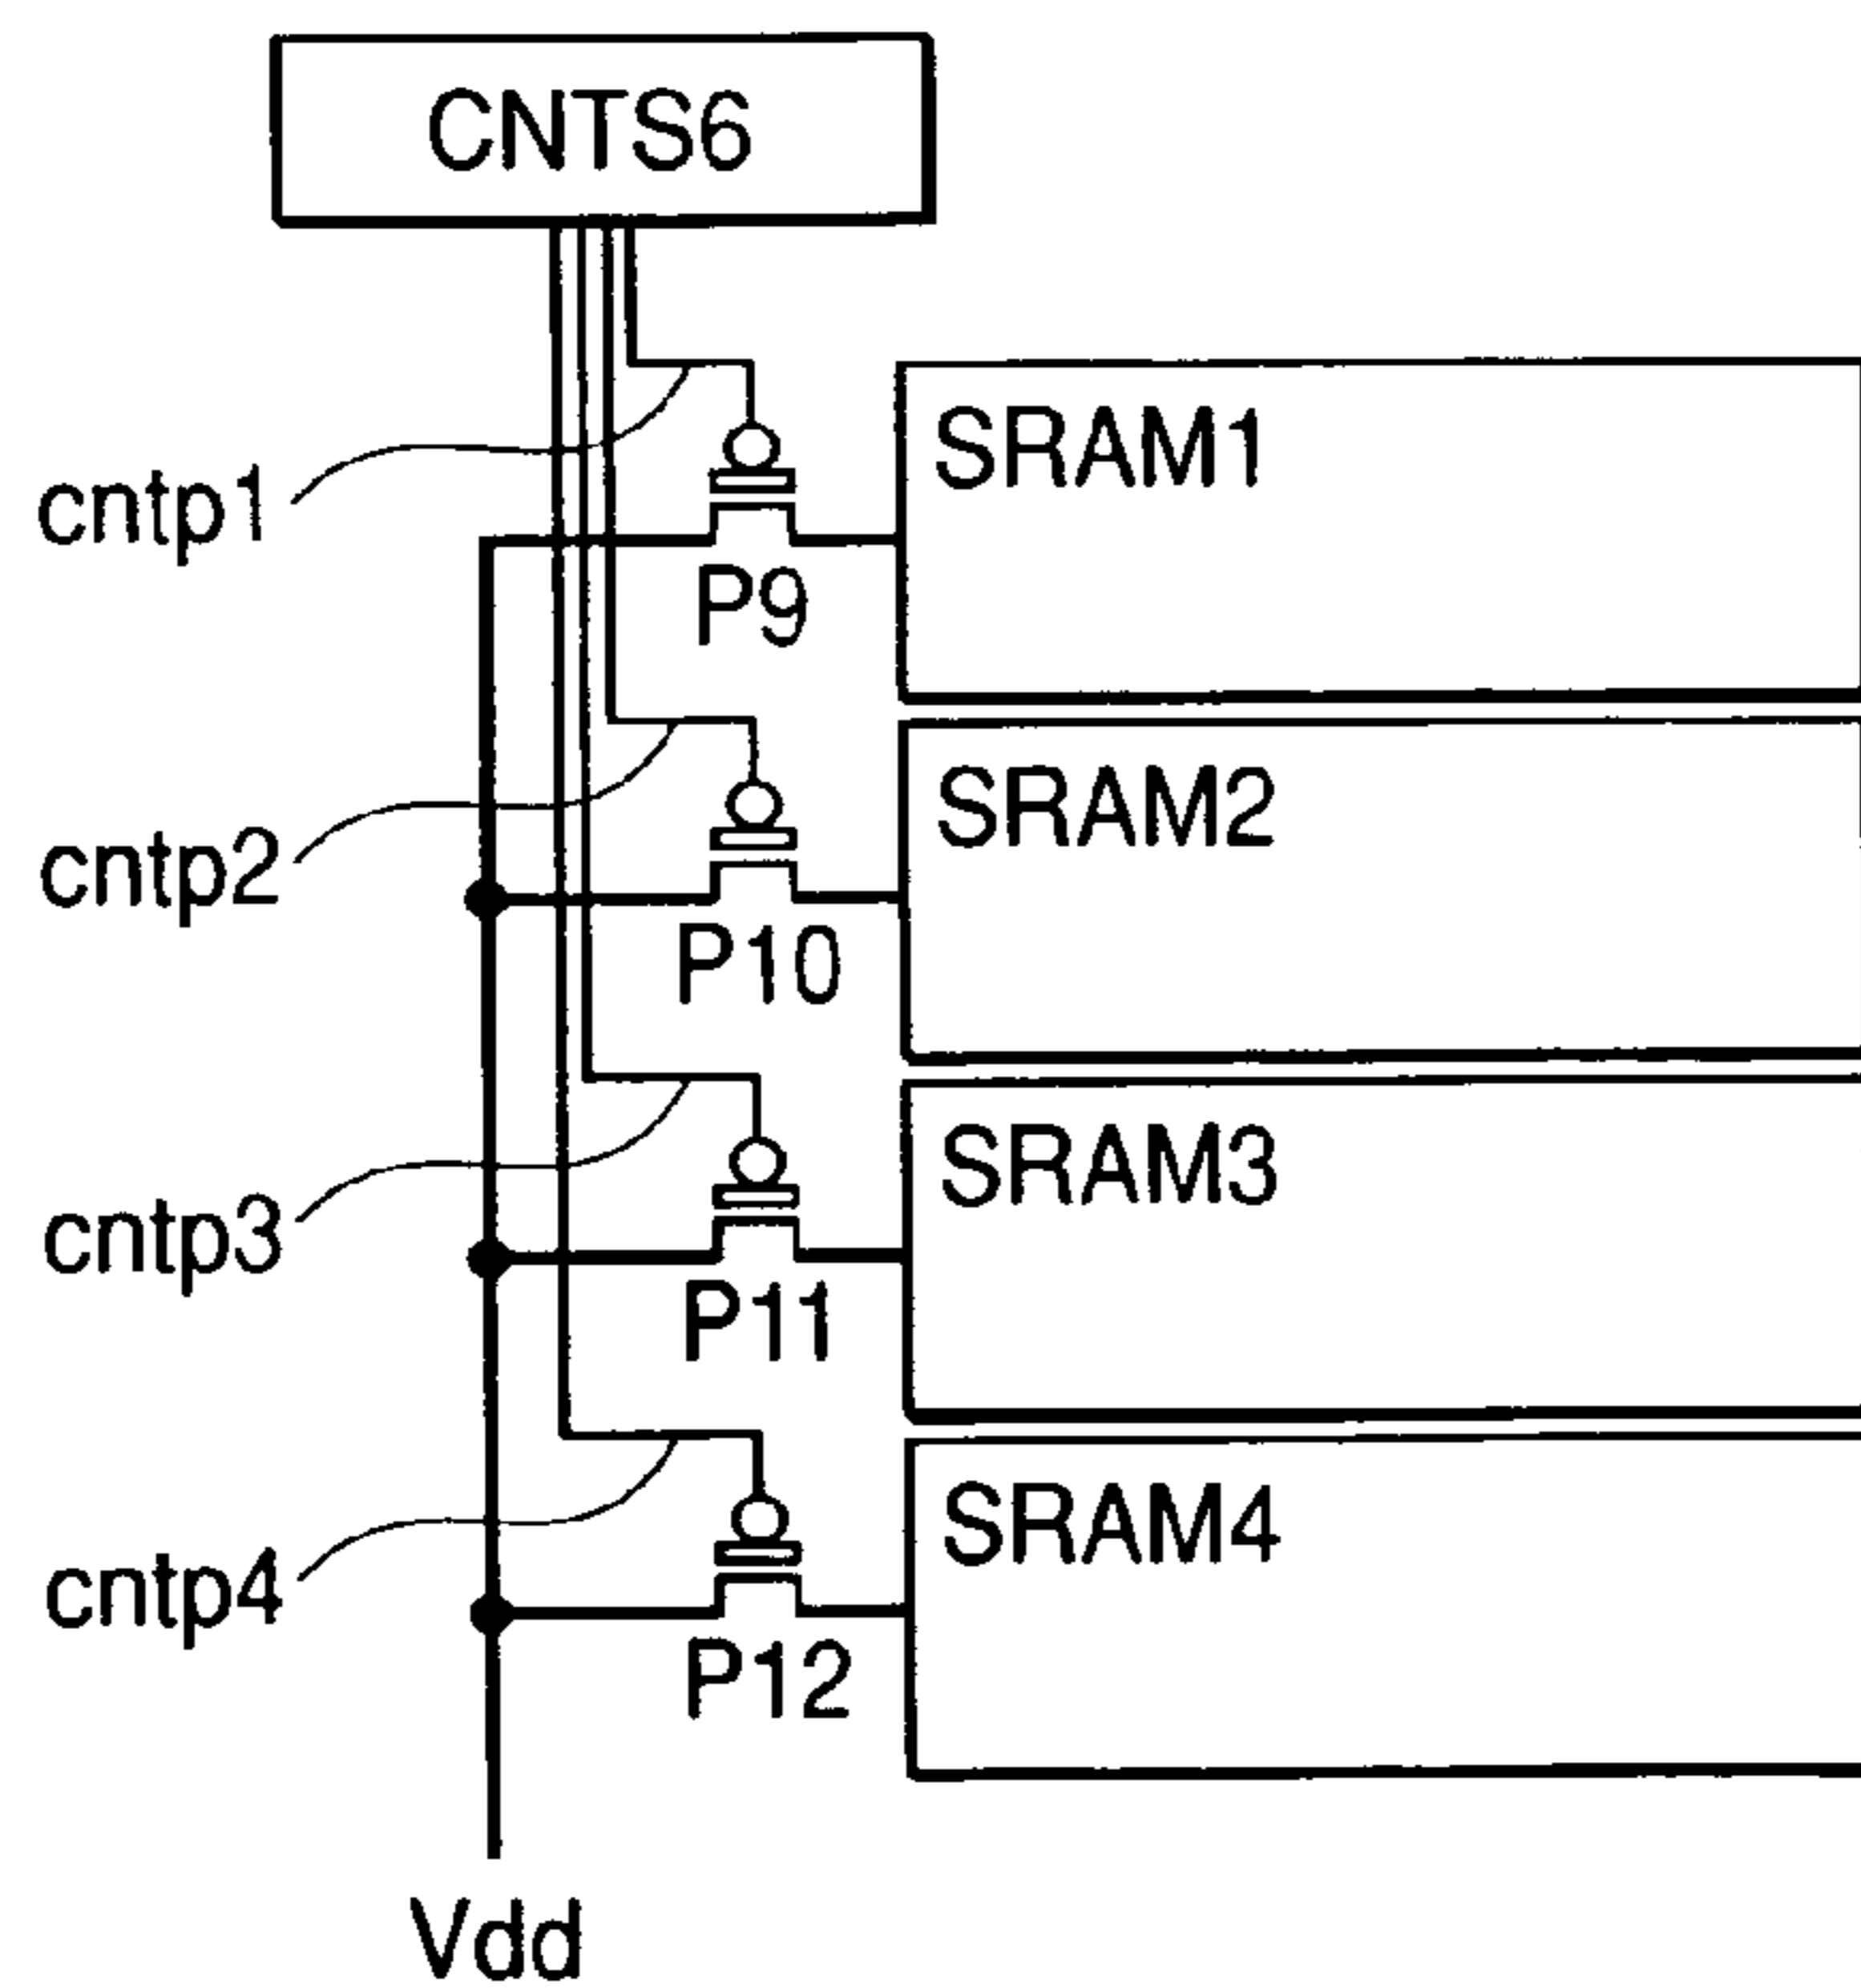 CNTS6
cntp1
SRAM1
P9
cntp2
SRAM2
P10
cntp3
SRAM3
P11
cntp4
SRAM4
P12
Vdd